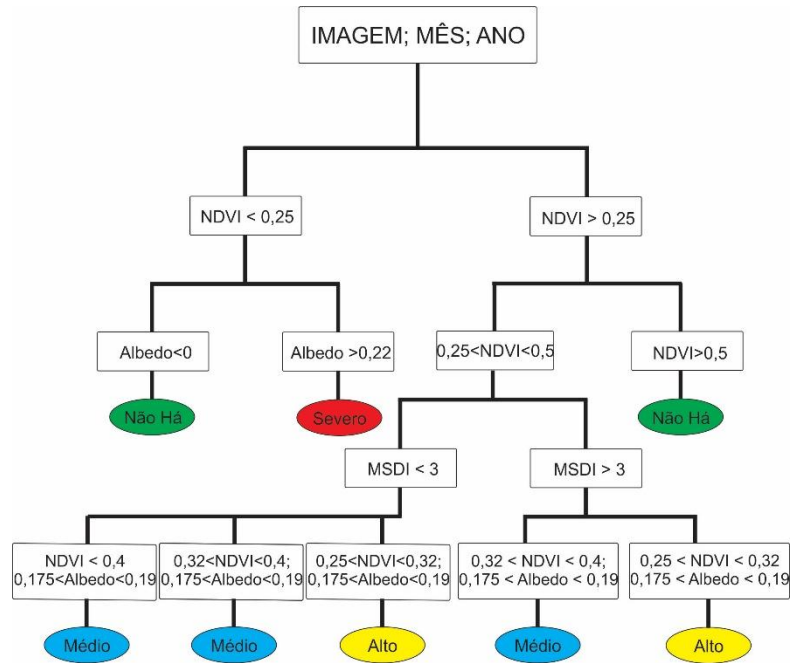 IMAGEM; MÊS; ANO
NDVI < 0,25
NDVI > 0,25
Albedo<0
Albedo >0,22
0,25<NDVI<0,5
NDVI>0,5
Não Há
Severo
Não Há
MSDI < 3
MSDI > 3
NDVI < 0,4
0,175<Albedo<0,19
0,32<NDVI<0,4;
0,175<Albedo<0,19
0,25<NDVI<0,32;
0,175<Albedo<0,19
0,32 < NDVI < 0,4;
0,175 < Albedo < 0,19
0,25 < NDVI < 0,32
0,175 < Albedo < 0,19
Médio
Médio
Alto
Médio
Alto